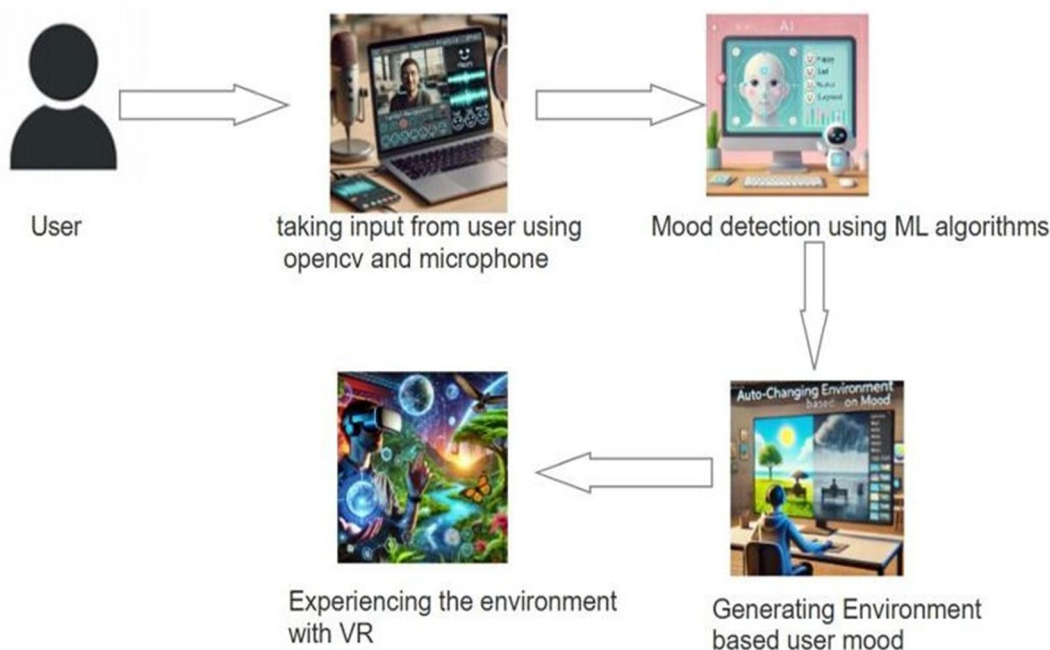 User
taking input from user using
opencv and microphone
AI
Mood detection using ML algorithms
Auto-Changing Environment
based on Mood
Experiencing the environment
with VR
Generating Environment
based user mood